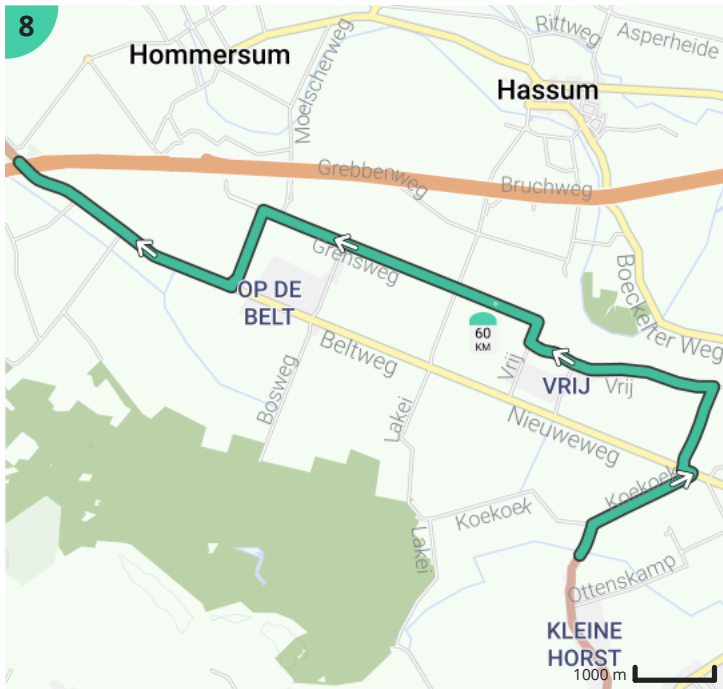 8
Rittweg
Asperheide
Hommersum
Moelscherweg
Hassum
Grebbenweg
Bruchweg
Grensweg
Boeckelter Weg
OP DE
BELT
60
KM
Beltweg
Vrij
VRIJ
Vrij
Bosweg
Lakei
Nieuweweg
Koekoek
Koekoek
Lakei
Ottenskamp
KLEINE
HORST
1000 m